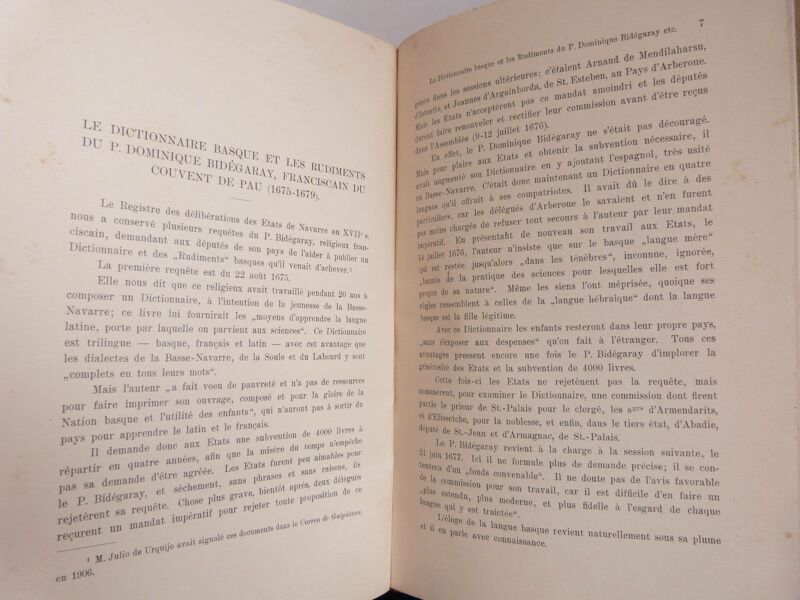 LE DICTIONNAIRE BASQUE ET LES RUDIMENTS
DU P. DOMINIQUE BIDÉGARAY, FRANCISCAIN DU
COUVENT DE PAU (1675-1679).
Le Registre des délibérations des Etats de Navarre au XVIIe s.
nous a conservé plusieurs requêtes du P. Bidégaray, religieux fran-
ciscain, demandant aux députés de son pays de l'aider à publier un
Dictionnaire et des „Rudiments“ basques qu'il venait d'achever.¹
La première requête est du 22 août 1675.
Elle nous dit que ce religieux avait travaillé pendant 20 ans à
composer un Dictionnaire, à l'intention de la jeunesse de la Basse-
Navarre; ce livre lui fournirait les „moyens d'apprendre la langue
latine, porte par laquelle on parvient aux sciences“. Ce Dictionnaire
est trilingue — basque, français et latin — avec cet avantage que
les dialectes de la Basse-Navarre, de la Soule et du Labourd y sont
„complets en tous leurs mots“.
Mais l'auteur „a fait voeu de pauvreté et n'a pas de ressources
pour faire imprimer son ouvrage, composé et pour la gloire de la
Nation basque et l'utilité des enfants“, qui n'auront pas à sortir du
pays pour apprendre le latin et le français.
Il demande donc aux Etats une subvention de 4000 livres à
répartir en quatre années, afin que la misère du temps n'empêche
pas sa demande d'être agréée. Les Etats furent peu aimables pour
le P. Bidégaray, et sèchement, sans phrases et sans raisons, ils
rejetèrent sa requête. Chose plus grave, bientôt après, deux délégués
reçurent un mandat impératif pour rejeter toute proposition de ce
¹ M. Julio de Urquijo avait signalé ces documents dans le Correo de Guipúzcoa,
en 1906.
Le Dictionnaire basque et les Rudiments du P. Dominique Bidégaray etc. 7
genre dans les sessions ultérieures; c'étaient Arnaud de Mendilaharsu,
d'Isturits, et Joannes d'Argainborda, de St. Esteben, au Pays d'Arberoue.
Mais les Etats n'acceptèrent pas ce mandat amoindri et les députés
durent faire renouveler et rectifier leur commission avant d'être reçus
dans l'Assemblée (9-12 juillet 1676).
En effet, le P. Dominique Bidégaray ne s'était pas découragé.
Mais pour plaire aux Etats et obtenir la subvention nécessaire, il
avait augmenté son Dictionnaire en y ajoutant l'espagnol, très usité
en Basse-Navarre. C'était donc maintenant un Dictionnaire en quatre
langues qu'il offrait à ses compatriotes. Il avait dû le dire à des
particuliers, car les délégués d'Arberoue le savaient et n'en furent
pas moins chargés de refuser tout secours à l'auteur par leur mandat
impératif. En présentant de nouveau son travail aux Etats, le
14 juillet 1676, l'auteur n'insiste que sur le basque „langue mère“
qui est restée jusqu'alors „dans les ténèbres“, inconnue, ignorée,
„bannie de la pratique des sciences pour lesquelles elle est fort
propre de sa nature“. Même les siens l'ont méprisée, quoique ses
règles ressemblent à celles de la „langue hébraique“ dont la langue
basque est la fille légitime.
Avec ce Dictionnaire les enfants resteront dans leur propre pays,
„sans s'exposer aux despenses“ qu'on fait à l'étranger. Tous ces
avantages pressent encore une fois le P. Bidégaray d'implorer la
générosité des Etats et la subvention de 4000 livres.
Cette fois-ci les Etats ne rejetènt pas la requête, mais
nommèrent, pour examiner le Dictionnaire, une commission dont firent
partie le prieur de St.-Palais pour le clergé, les surs d'Armendarits
et d'Elissetche, pour la noblesse, et enfin, dans le tiers état, d'Abadie,
député de St.-Jean et d'Armagnac, de St.-Palais.
Le P. Bidégaray revient à la charge à la session suivante, le
21 juin 1677. Ici il ne formule plus de demande précise; il se con-
tentera d'un „fonds convenable“. Il ne doute pas de l'avis favorable
de la commission pour son travail, car il est difficile d'en faire un
„plus estendu, plus moderne, et plus fidèle à l'esgard de chaque
langue qui y est traictée“.
L'éloge de la langue basque revient naturellement sous sa plume
et il en parle avec connaissance.